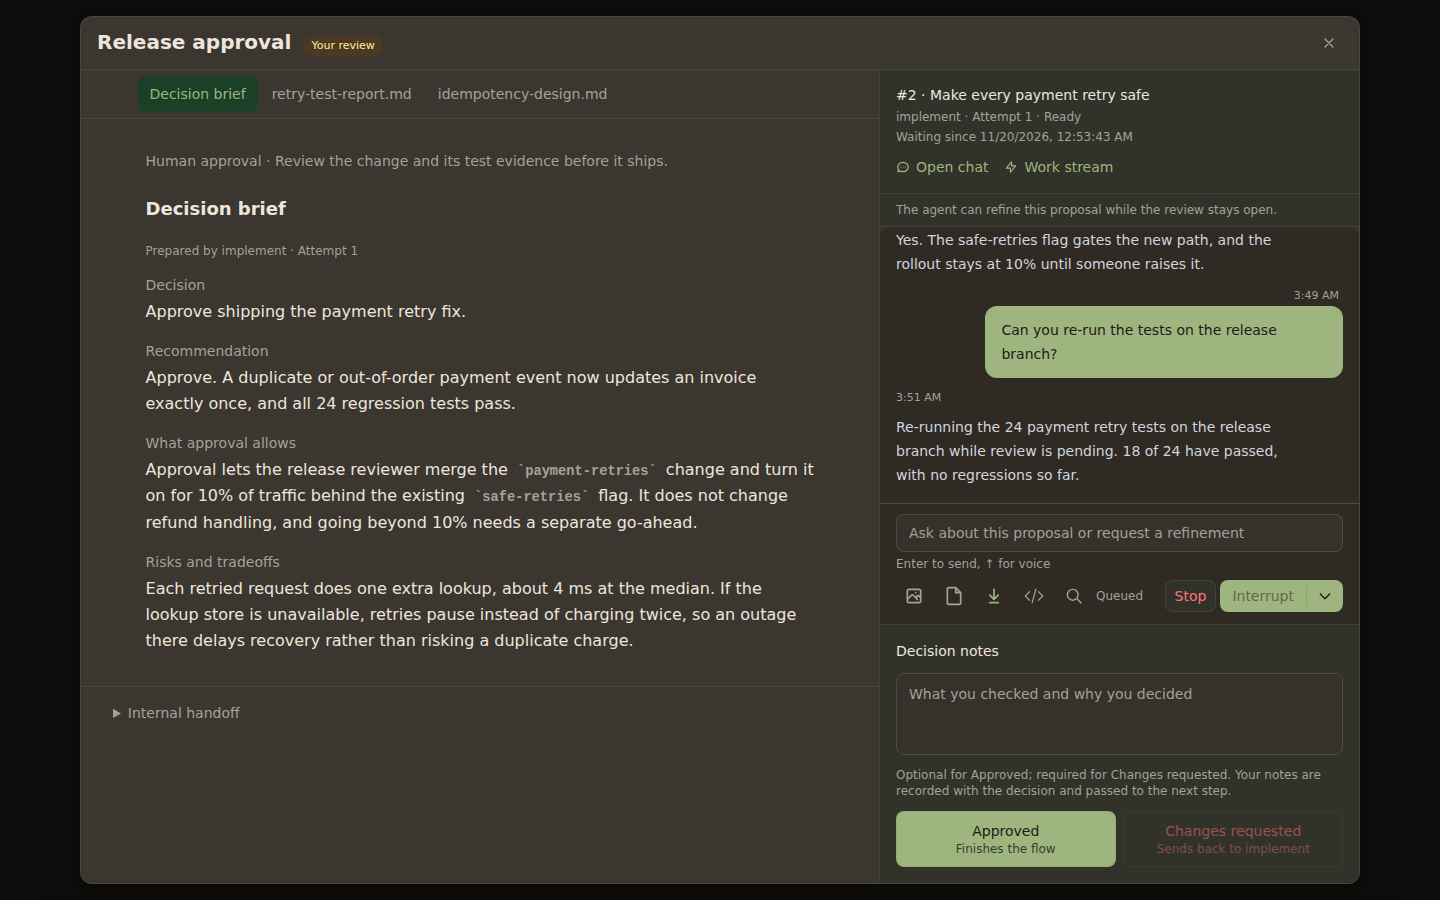 Release approval
Your review
Decision brief
retry-test-report.md
idempotency-design.md
Human approval · Review the change and its test evidence before it ships.
Decision brief
Prepared by implement · Attempt 1
Decision
Approve shipping the payment retry fix.
Recommendation
Approve. A duplicate or out-of-order payment event now updates an invoice
exactly once, and all 24 regression tests pass.
What approval allows
Approval lets the release reviewer merge the `payment-retries` change and turn it
on for 10% of traffic behind the existing `safe-retries` flag. It does not change
refund handling, and going beyond 10% needs a separate go-ahead.
Risks and tradeoffs
Each retried request does one extra lookup, about 4 ms at the median. If the
lookup store is unavailable, retries pause instead of charging twice, so an outage
there delays recovery rather than risking a duplicate charge.
Internal handoff
#2 · Make every payment retry safe
implement · Attempt 1 · Ready
Waiting since 11/20/2026, 12:53:43 AM
Open chat
Work stream
The agent can refine this proposal while the review stays open.
Yes. The safe-retries flag gates the new path, and the
rollout stays at 10% until someone raises it.
3:49 AM
Can you re-run the tests on the release
branch?
3:51 AM
Re-running the 24 payment retry tests on the release
branch while review is pending. 18 of 24 have passed,
with no regressions so far.
Ask about this proposal or request a refinement
Enter to send, ↑ for voice
Queued
Stop
Interrupt
Decision notes
What you checked and why you decided
Optional for Approved; required for Changes requested. Your notes are
recorded with the decision and passed to the next step.
Approved
Finishes the flow
Changes requested
Sends back to implement